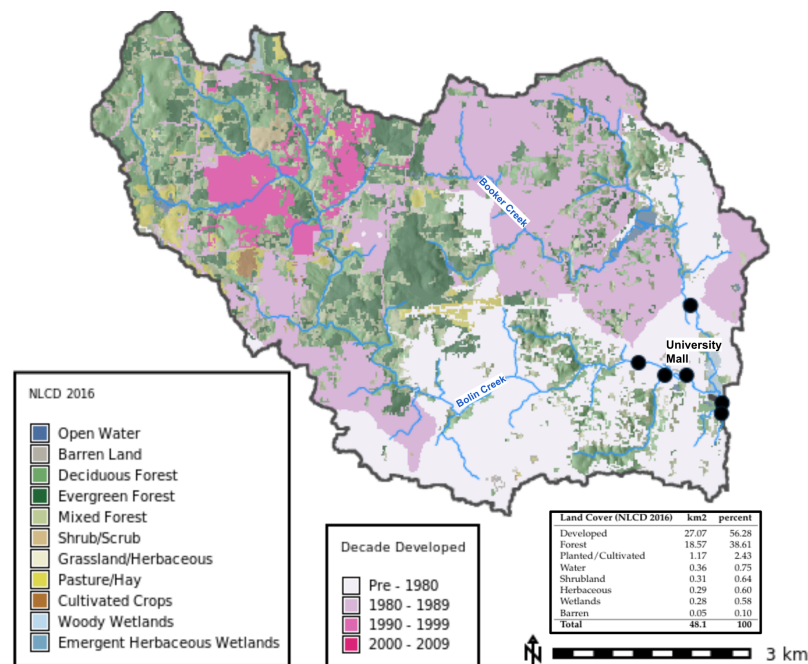 Booker Creek
University
Mall
Bolin Creek
NLCD 2016
Open Water
Barren Land
Deciduous Forest
Evergreen Forest
Mixed Forest
Shrub/Scrub
Grassland/Herbaceous
Pasture/Hay
Cultivated Crops
Woody Wetlands
Emergent Herbaceous Wetlands
Decade Developed
Pre - 1980
1980 - 1989
1990 - 1999
2000 - 2009
Land Cover (NLCD 2016) km2 percent
Developed 27.07 56.28
Forest 18.57 38.61
Planted/Cultivated 1.17 2.43
Water 0.36 0.75
Shrubland 0.31 0.64
Herbaceous 0.29 0.60
Wetlands 0.28 0.58
Barren 0.05 0.10
Total 48.1 100
N
3 km